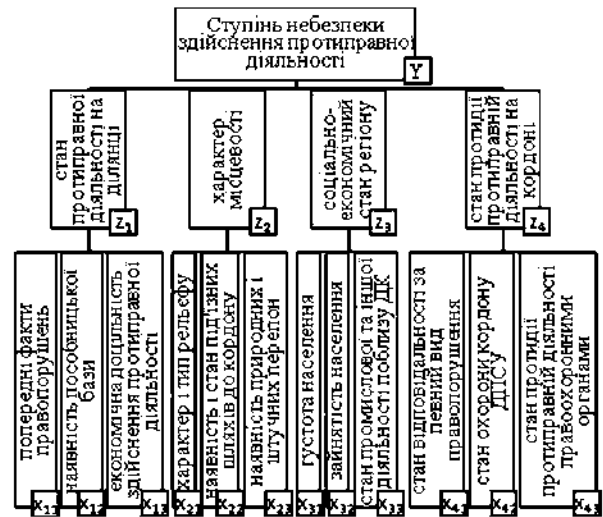 Ступінь небезпеки
здійснення протиправної
діяльності
Y
стан
протиправної
діяльності на
ділянці
Z₁
характер
місцевості
Z₂
соціально-
економічний
стан регіону
Z₃
стан протидії
протиправній
діяльності на
кордоні
Z₄
попередні факти
правопорушень
X₁₁
наявність пособницької
бази
X₁₂
економічна доцільність
здійснення протиправної
діяльності
X₁₃
характер і тип рельєфу
X₂₁
наявність і стан під'їзних
шляхів до кордону
X₂₂
наявність природних і
штучних перепон
X₂₃
густота населення
X₃₁
зайнятість населення
X₃₂
стан промислової та іншої
діяльності поблизу ДК
X₃₃
стан відповідальності за
певний вид
правопорушення
X₄₁
стан охорони кордону
ДПСУ
X₄₂
стан протидії
протиправній діяльності
правоохоронними
органами
X₄₃